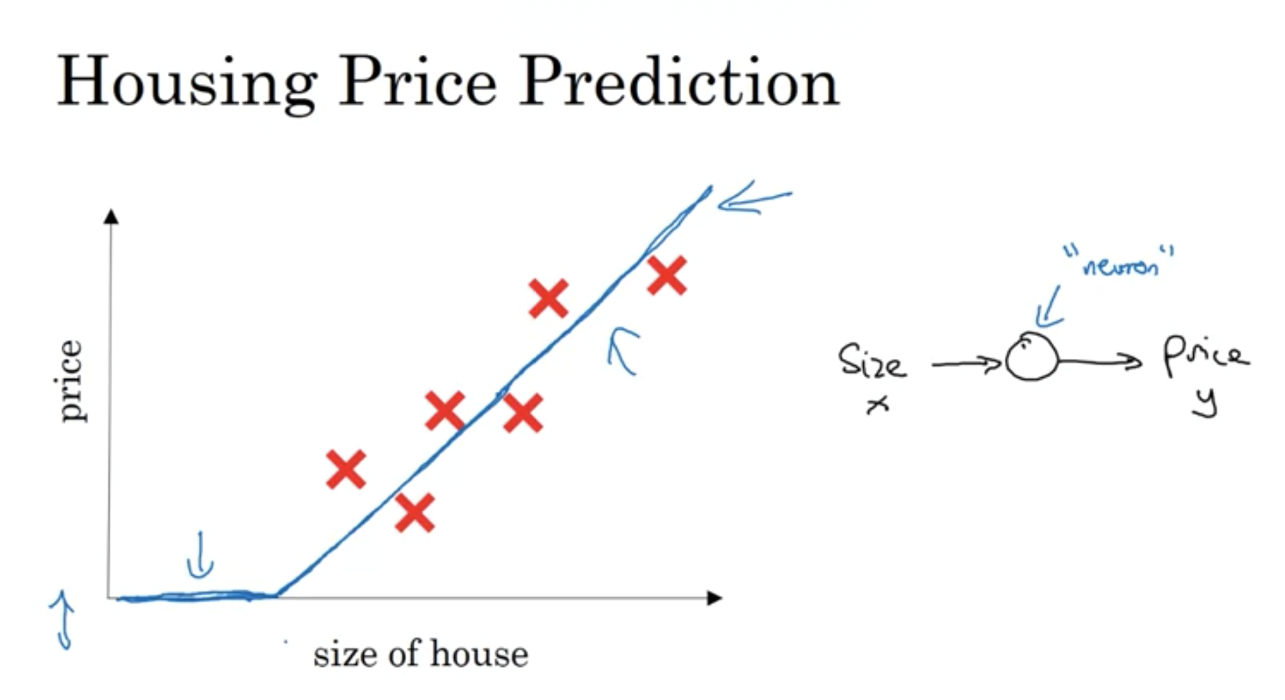 Housing Price Prediction
price
size of house
"neuron"
Size
x
Price
y